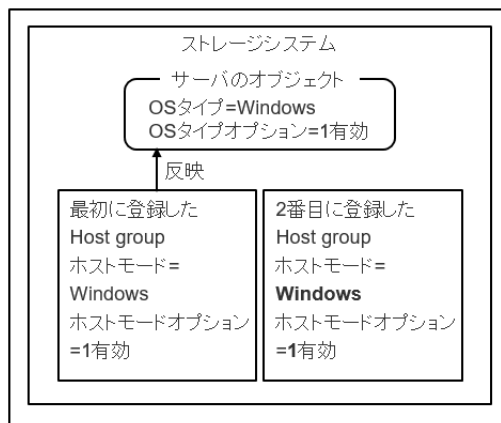 ストレージシステム
サーバのオブジェクト
OSタイプ=Windows
OSタイプオプション=1有効
反映
最初に登録した
Host group
ホストモード=
Windows
ホストモードオプション
=1有効
2番目に登録した
Host group
ホストモード=
Windows
ホストモードオプション
=1有効